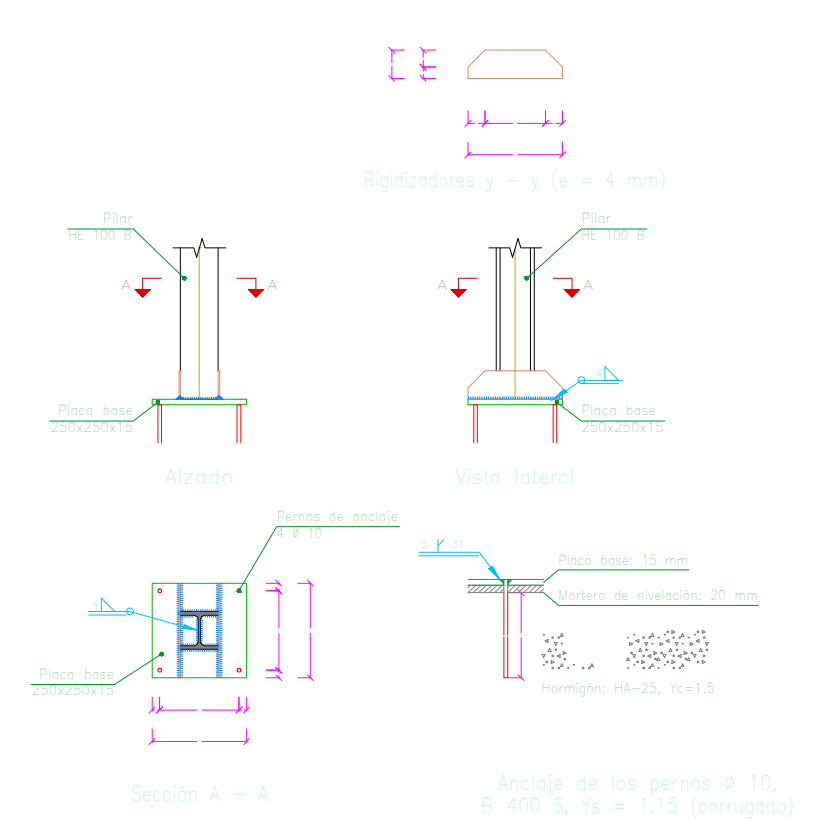 Rigidizadores y - y (e = 4 mm)
Pilar
HE 100 B
Pilar
HE 100 B
A
A
A
A
4
Placa base
250x250x15
Placa base
250x250x15
Alzado
Vista lateral
Pernos de anclaje
4 ø 10
4
Placa base
250x250x15
Sección A - A
5
31
Placa base: 15 mm
Mortero de nivelación: 20 mm
Hormigón: HA-25, Yc=1.5
Anclaje de los pernos ø 10,
B 400 S, Ys = 1.15 (corrugado)